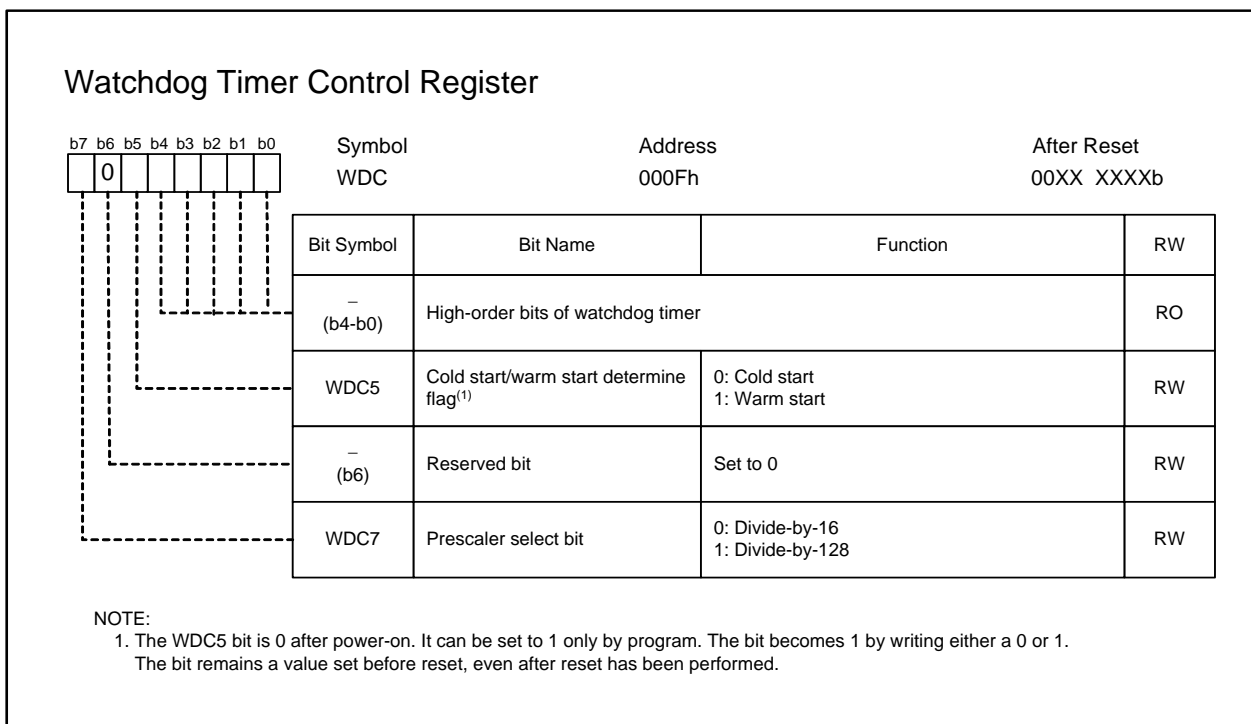 Watchdog Timer Control Register
b7 b6 b5 b4 b3 b2 b1 b0
0
Symbol Address After Reset
WDC 000Fh 00XX XXXXb
Bit Symbol Bit Name Function RW
–
(b4-b0) High-order bits of watchdog timer RO
WDC5 Cold start/warm start determine
flag(1)
0: Cold start
1: Warm start
RW
–
(b6) Reserved bit Set to 0 RW
WDC7 Prescaler select bit
0: Divide-by-16
1: Divide-by-128
RW
NOTE:
1. The WDC5 bit is 0 after power-on. It can be set to 1 only by program. The bit becomes 1 by writing either a 0 or 1.
The bit remains a value set before reset, even after reset has been performed.